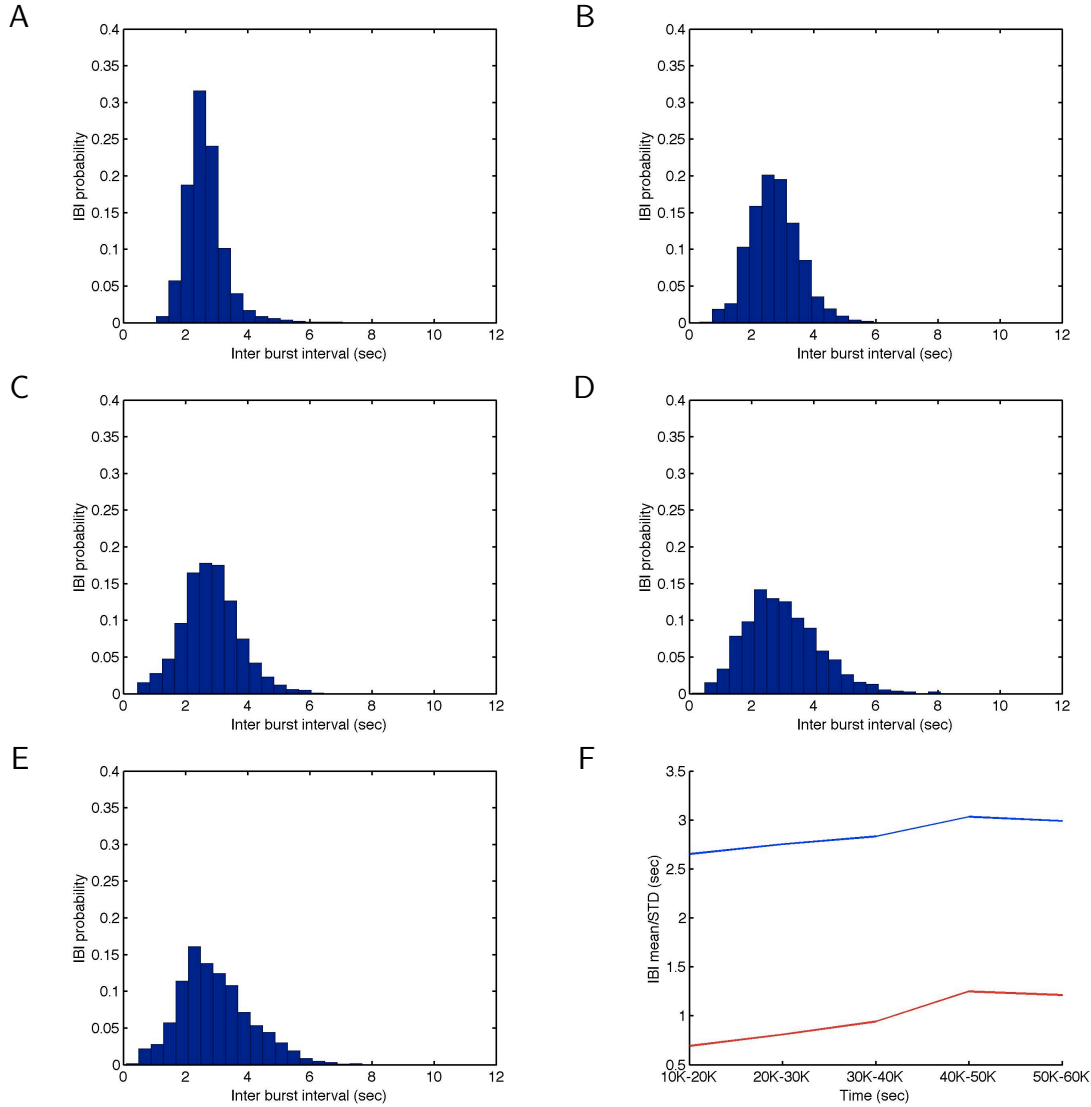 A
0.4
0.35
0.3
0.25
0.2
0.15
0.1
0.05
0
IBI probability
0 2 4 6 8 10 12
Inter burst interval (sec)
B
0.4
0.35
0.3
0.25
0.2
0.15
0.1
0.05
0
IBI probability
0 2 4 6 8 10 12
Inter burst interval (sec)
C
0.4
0.35
0.3
0.25
0.2
0.15
0.1
0.05
0
IBI probability
0 2 4 6 8 10 12
Inter burst interval (sec)
D
0.4
0.35
0.3
0.25
0.2
0.15
0.1
0.05
0
IBI probability
0 2 4 6 8 10 12
Inter burst interval (sec)
E
0.4
0.35
0.3
0.25
0.2
0.15
0.1
0.05
0
IBI probability
0 2 4 6 8 10 12
Inter burst interval (sec)
F
3.5
3
2.5
2
1.5
1
0.5
IBI mean/STD (sec)
10K-20K 20K-30K 30K-40K 40K-50K 50K-60K
Time (sec)